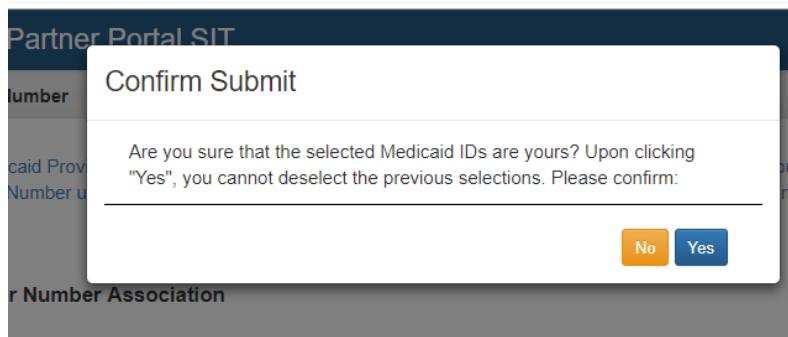 Partner Portal SIT
Confirm Submit
Number
Are you sure that the selected Medicaid IDs are yours? Upon clicking
caid Prov
"Yes", you cannot deselect the previous selections. Please confirm:
Number u
No Yes
r Number Association